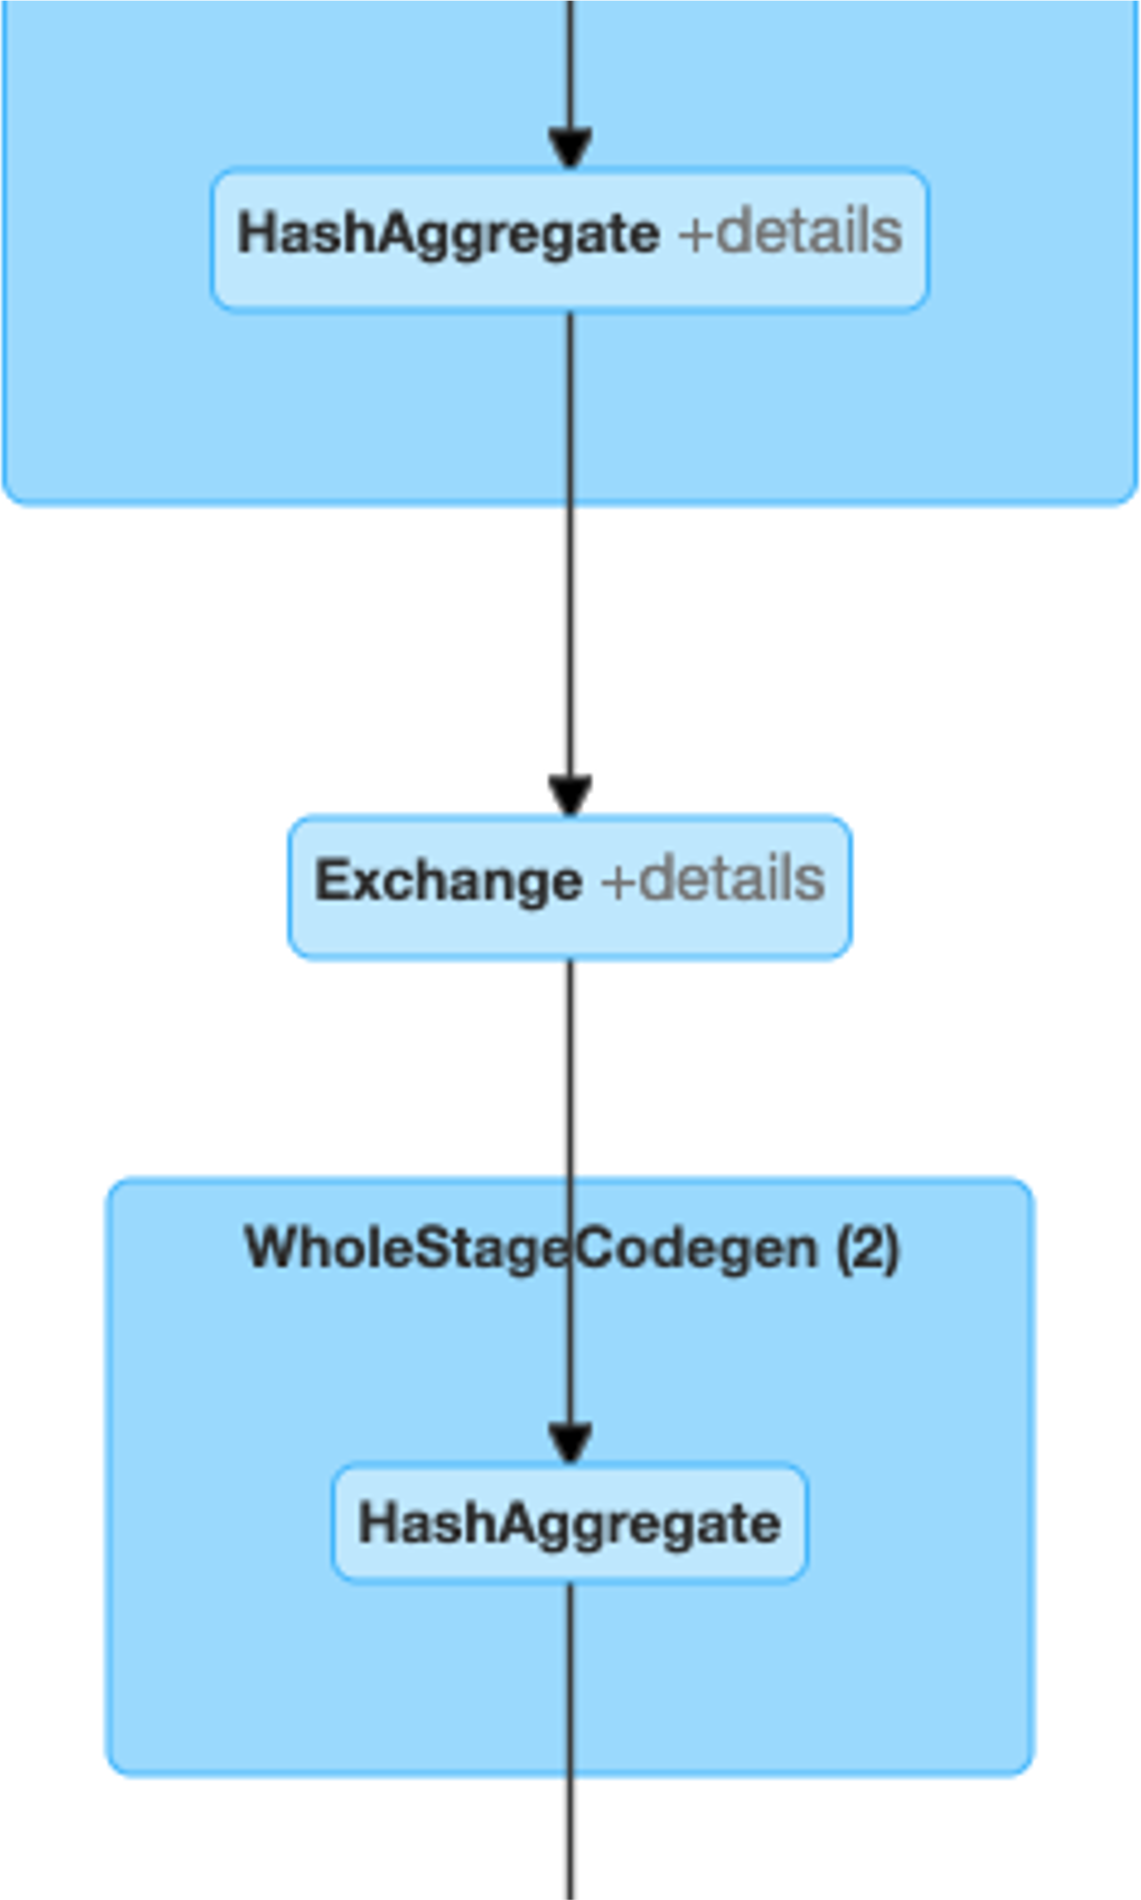 HashAggregate +details
Exchange +details
WholeStageCodegen (2)
HashAggregate